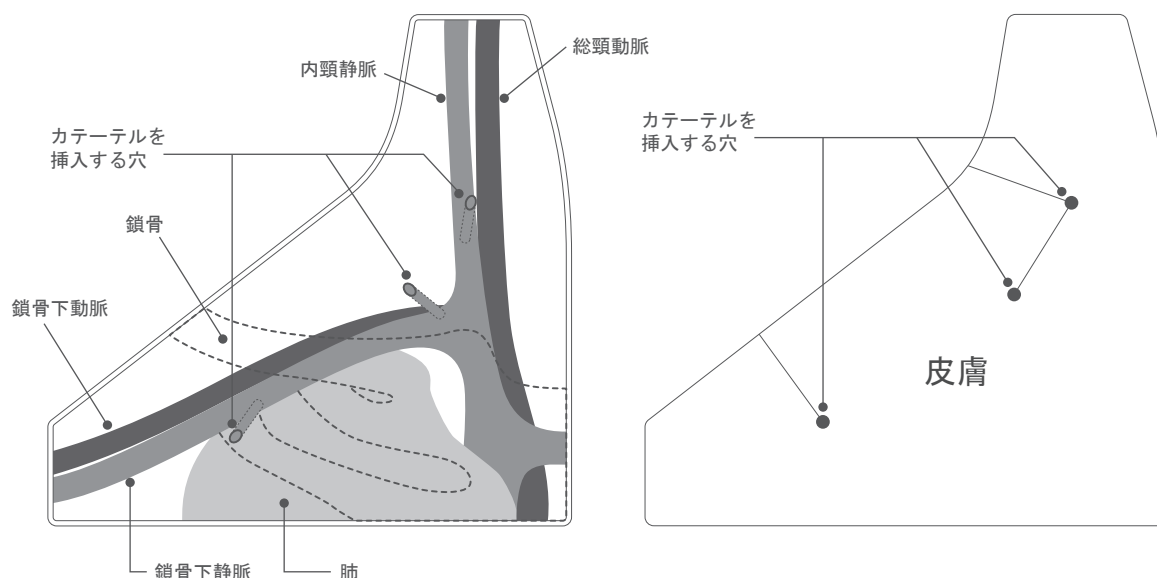 総頸動脈
内頸静脈
カテーテルを
挿入する穴
鎖骨
鎖骨下動脈
鎖骨下静脈
肺
カテーテルを
挿入する穴
皮膚